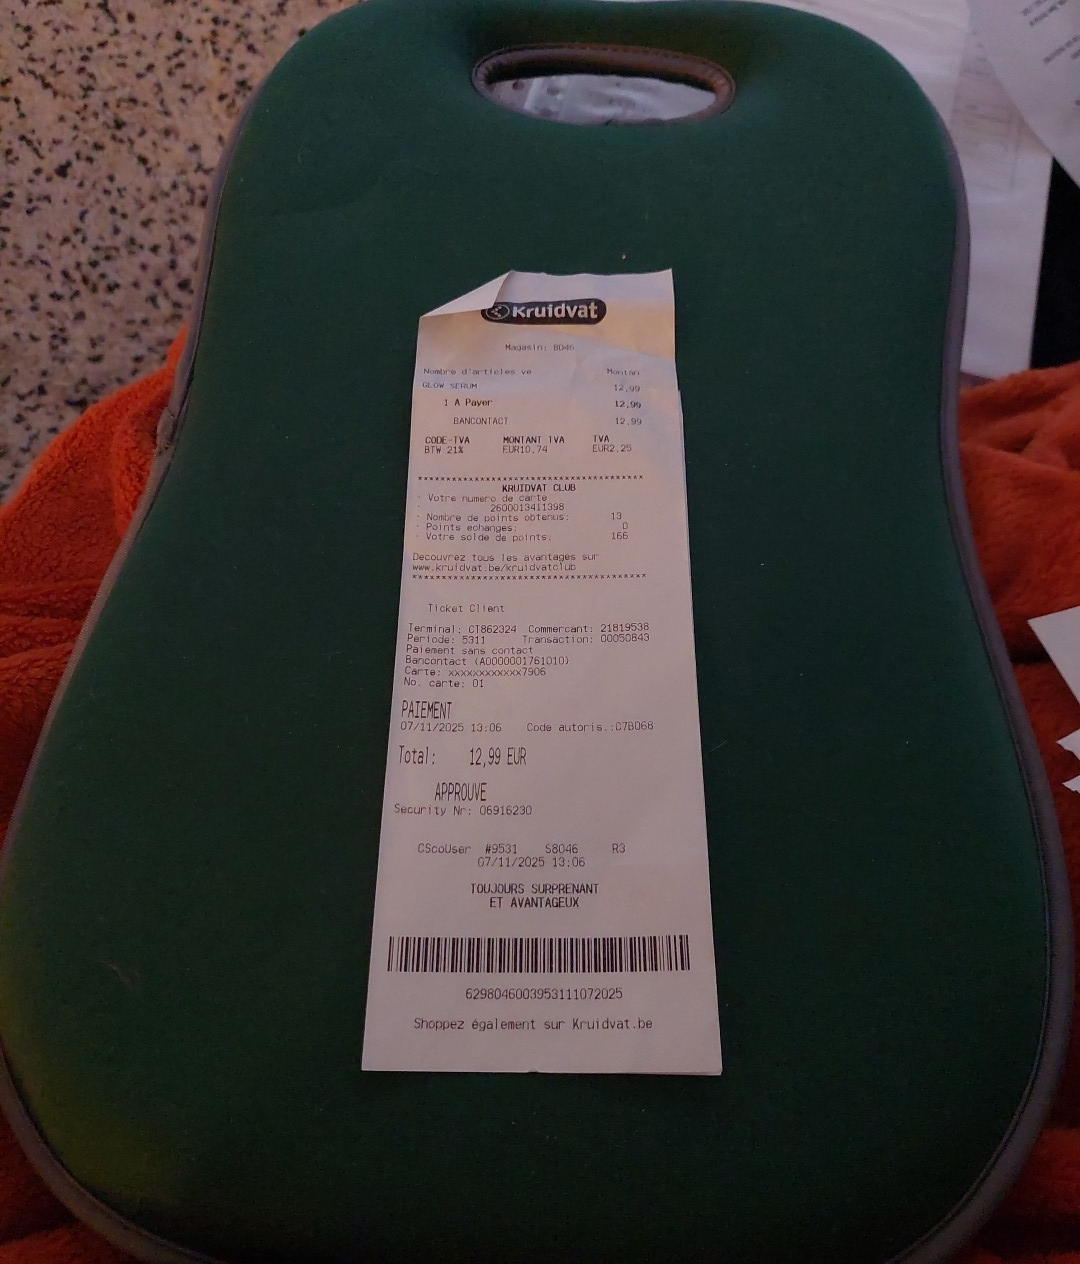 Kruidvat
Magasin: 8046
Nombre d'articles ve Montan
GLOW SERUM 12,99
1 A Payer 12,99
BANCONTACT 12,99
CODE-TVA MONTANT TVA TVA
BTW 21% EUR10,74 EUR2,25
******************************************
KRUIDVAT CLUB
· Votre numero de carte
· 2600013411398
· Nombre de points obtenus: 13
· Points echanges: 0
· Votre solde de points: 166
Decouvrez tous les avantages sur
www.kruidvat.be/kruidvatclub
******************************************
Ticket Client
Terminal: CT862324 Commercant: 21819538
Periode: 5311 Transaction: 00050843
Paiement sans contact
Bancontact (A0000001761010)
Carte: xxxxxxxxxxxx7906
No. carte: 01
PAIEMENT
07/11/2025 13:06 Code autoris.:C7B068
Total: 12,99 EUR
APPROUVE
Security Nr: 06916230
CScoUser #9531 S8046 R3
07/11/2025 13:06
TOUJOURS SURPRENANT
ET AVANTAGEUX
6298046003953111072025
Shoppez également sur Kruidvat.be